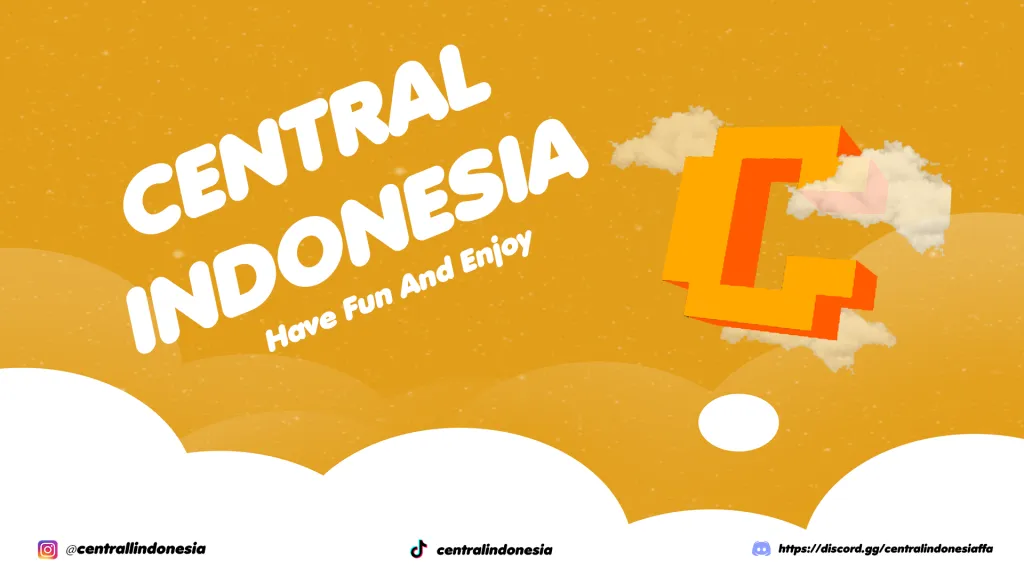 CENTRAL
INDONESIA
Have Fun And Enjoy
C
@centrallindonesia
centralindonesia
https://discord.gg/centralindonesiaffa